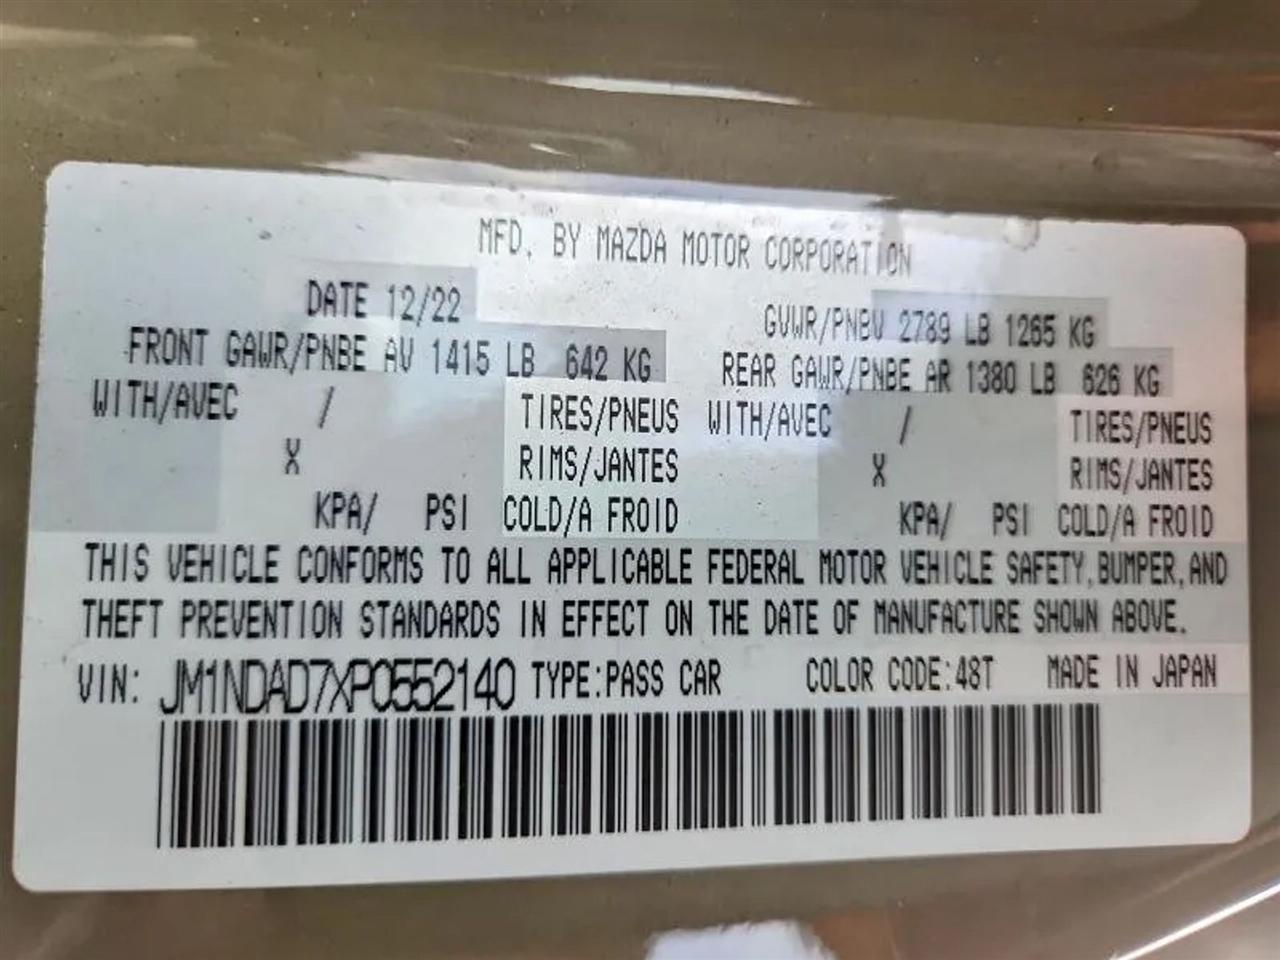 MFD. BY MAZDA MOTOR CORPORATION
DATE 12/22 GVWR/PNBV 2789 LB 1265 KG
FRONT GAWR/PNBE AV 1415 LB 642 KG REAR GAWR/PNBE AR 1380 LB 626 KG
WITH/AVEC / TIRES/PNEUS WITH/AVEC / TIRES/PNEUS
X RIMS/JANTES X RIMS/JANTES
KPA/ PSI COLD/A FROID KPA/ PSI COLD/A FROID
THIS VEHICLE CONFORMS TO ALL APPLICABLE FEDERAL MOTOR VEHICLE SAFETY, BUMPER, AND
THEFT PREVENTION STANDARDS IN EFFECT ON THE DATE OF MANUFACTURE SHOWN ABOVE.
VIN: JM1NDAD7XP0552140 TYPE:PASS CAR COLOR CODE:48T MADE IN JAPAN